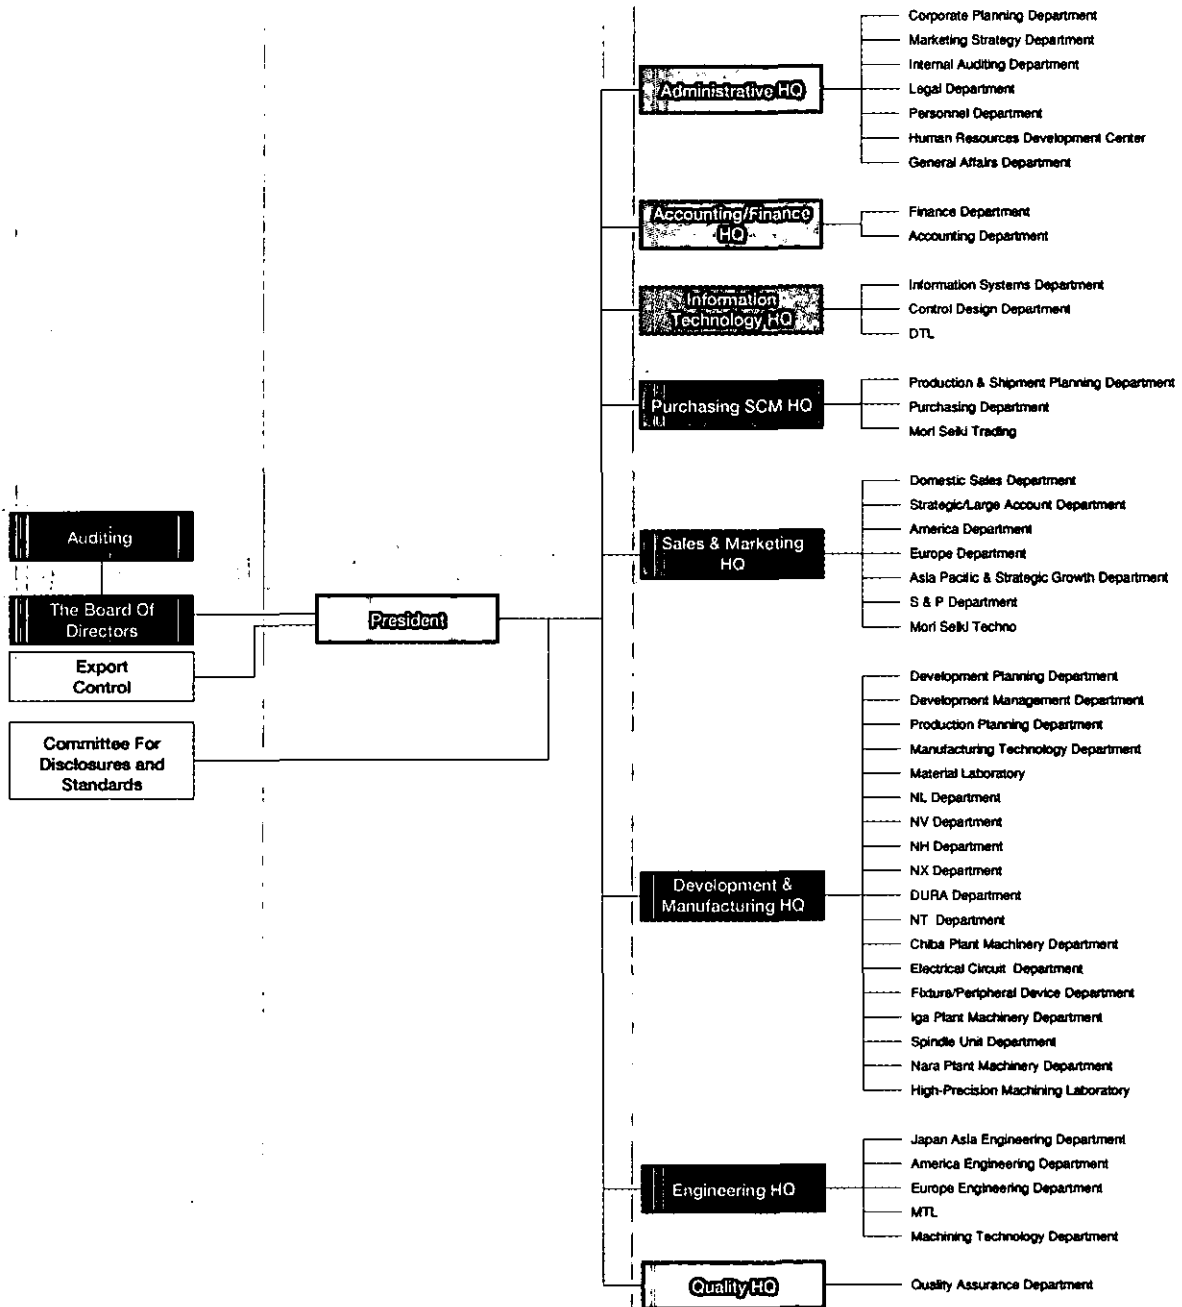 Corporate Planning Department
Marketing Strategy Department
Internal Auditing Department
Administrative HQ
Legal Department
Personnel Department
Human Resources Development Center
General Affairs Department
Accounting/Finance
HQ
Finance Department
Accounting Department
Information
Technology HQ
Information Systems Department
Control Design Department
DTL
Purchasing SCM HQ
Production & Shipment Planning Department
Purchasing Department
Mori Seiki Trading
Auditing
The Board Of
Directors
Export
Control
Committee For
Disclosures and
Standards
President
Sales & Marketing
HQ
Domestic Sales Department
Strategic/Large Account Department
America Department
Europe Department
Asia Pacific & Strategic Growth Department
S & P Department
Mori Seiki Techno
Development &
Manufacturing HQ
Development Planning Department
Development Management Department
Production Planning Department
Manufacturing Technology Department
Material Laboratory
NL Department
NV Department
NH Department
NX Department
DURA Department
NT Department
Chiba Plant Machinery Department
Electrical Circuit Department
Fixture/Peripheral Device Department
Iga Plant Machinery Department
Spindle Unit Department
Nara Plant Machinery Department
High-Precision Machining Laboratory
Engineering HQ
Japan Asia Engineering Department
America Engineering Department
Europe Engineering Department
MTL
Machining Technology Department
Quality HQ
Quality Assurance Department